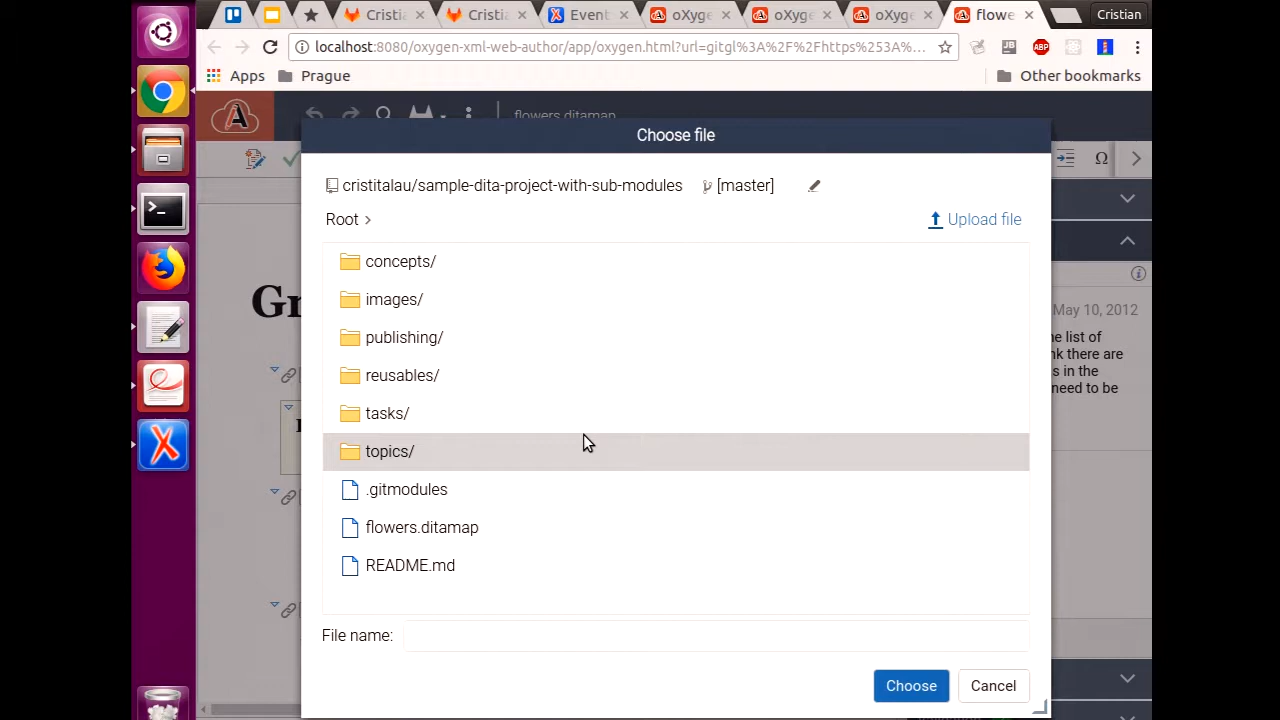 Cristia
Cristia
Event
oXyge
oXyge
oXyge
flowe
Cristian
localhost:8080/oxygen-xml-web-author/app/oxygen.html?url=gitgl%3A%2F%2Fhttps%253A%...
JB
ABP
Apps
Prague
Other bookmarks
A
flowers.ditamap
Choose file
Ω
cristitalau/sample-dita-project-with-sub-modules
[master]
Root >
Upload file
concepts/
images/
publishing/
reusables/
tasks/
topics/
.gitmodules
flowers.ditamap
README.md
File name:
Choose
Cancel
Gr
May 10, 2012
e list of
nk there are
s in the
need to be